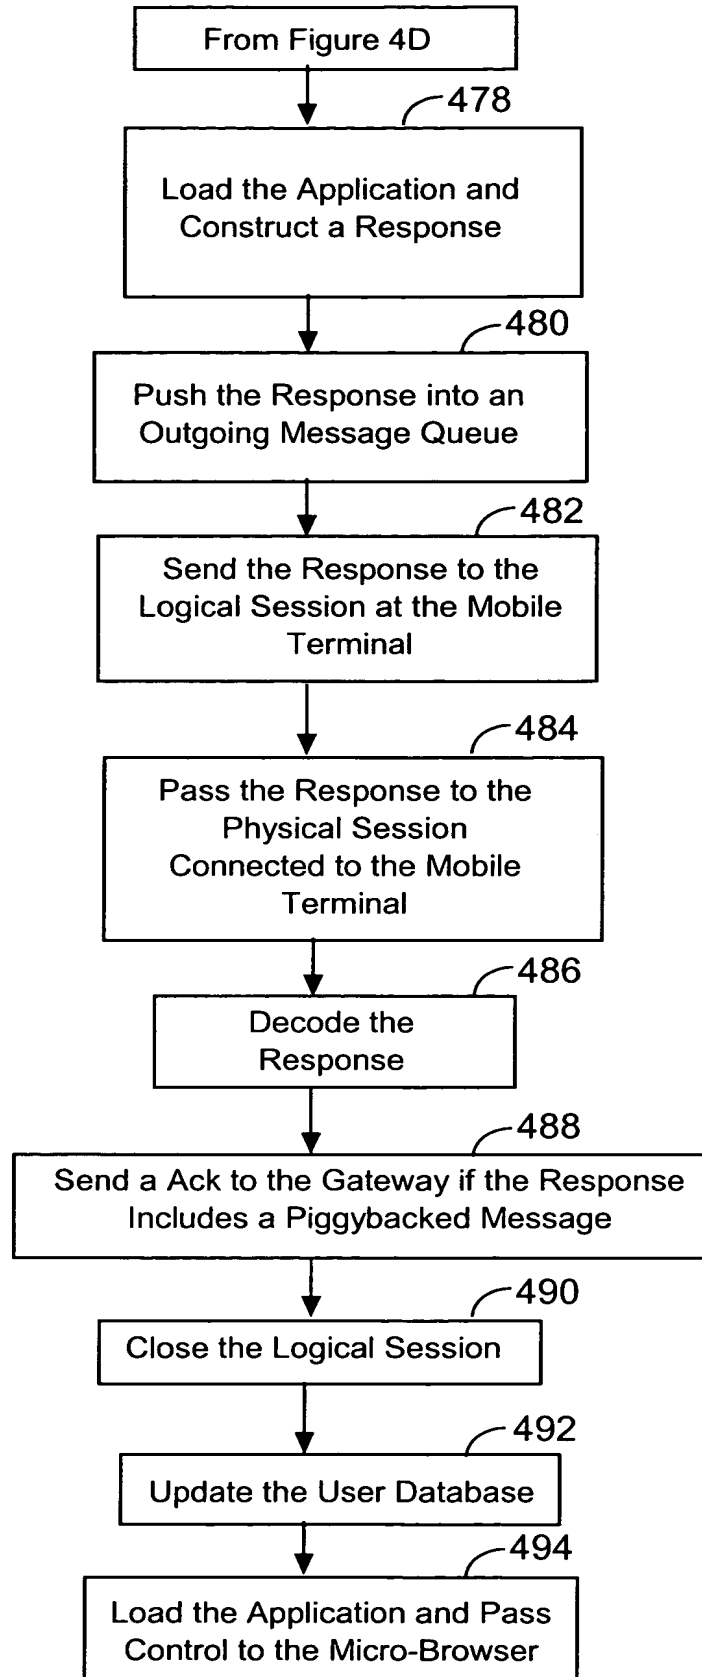 From Figure 4D
478
Load the Application and
Construct a Response
480
Push the Response into an
Outgoing Message Queue
482
Send the Response to the
Logical Session at the Mobile
Terminal
484
Pass the Response to the
Physical Session
Connected to the Mobile
Terminal
486
Decode the
Response
488
Send a Ack to the Gateway if the Response
Includes a Piggybacked Message
490
Close the Logical Session
492
Update the User Database
494
Load the Application and Pass
Control to the Micro-Browser